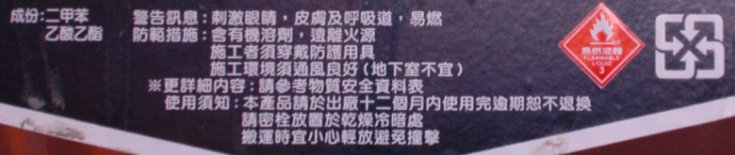 成份:二甲苯 警告訊息:刺激眼睛,皮膚及呼吸道,易燃
乙酸乙酯 防範措施:含有機溶劑,遠離火源
施工者須穿戴防護用具
施工環境須通風良好(地下室不宜)
※更詳細內容:請參考物質安全資料表
使用須知:本產品請於出廠十二個月內使用完逾期恕不退換
請密栓放置於乾燥冷暗處
搬運時宜小心輕放避免撞擊
易燃液體
FLAMMABLE
LIQUID
3